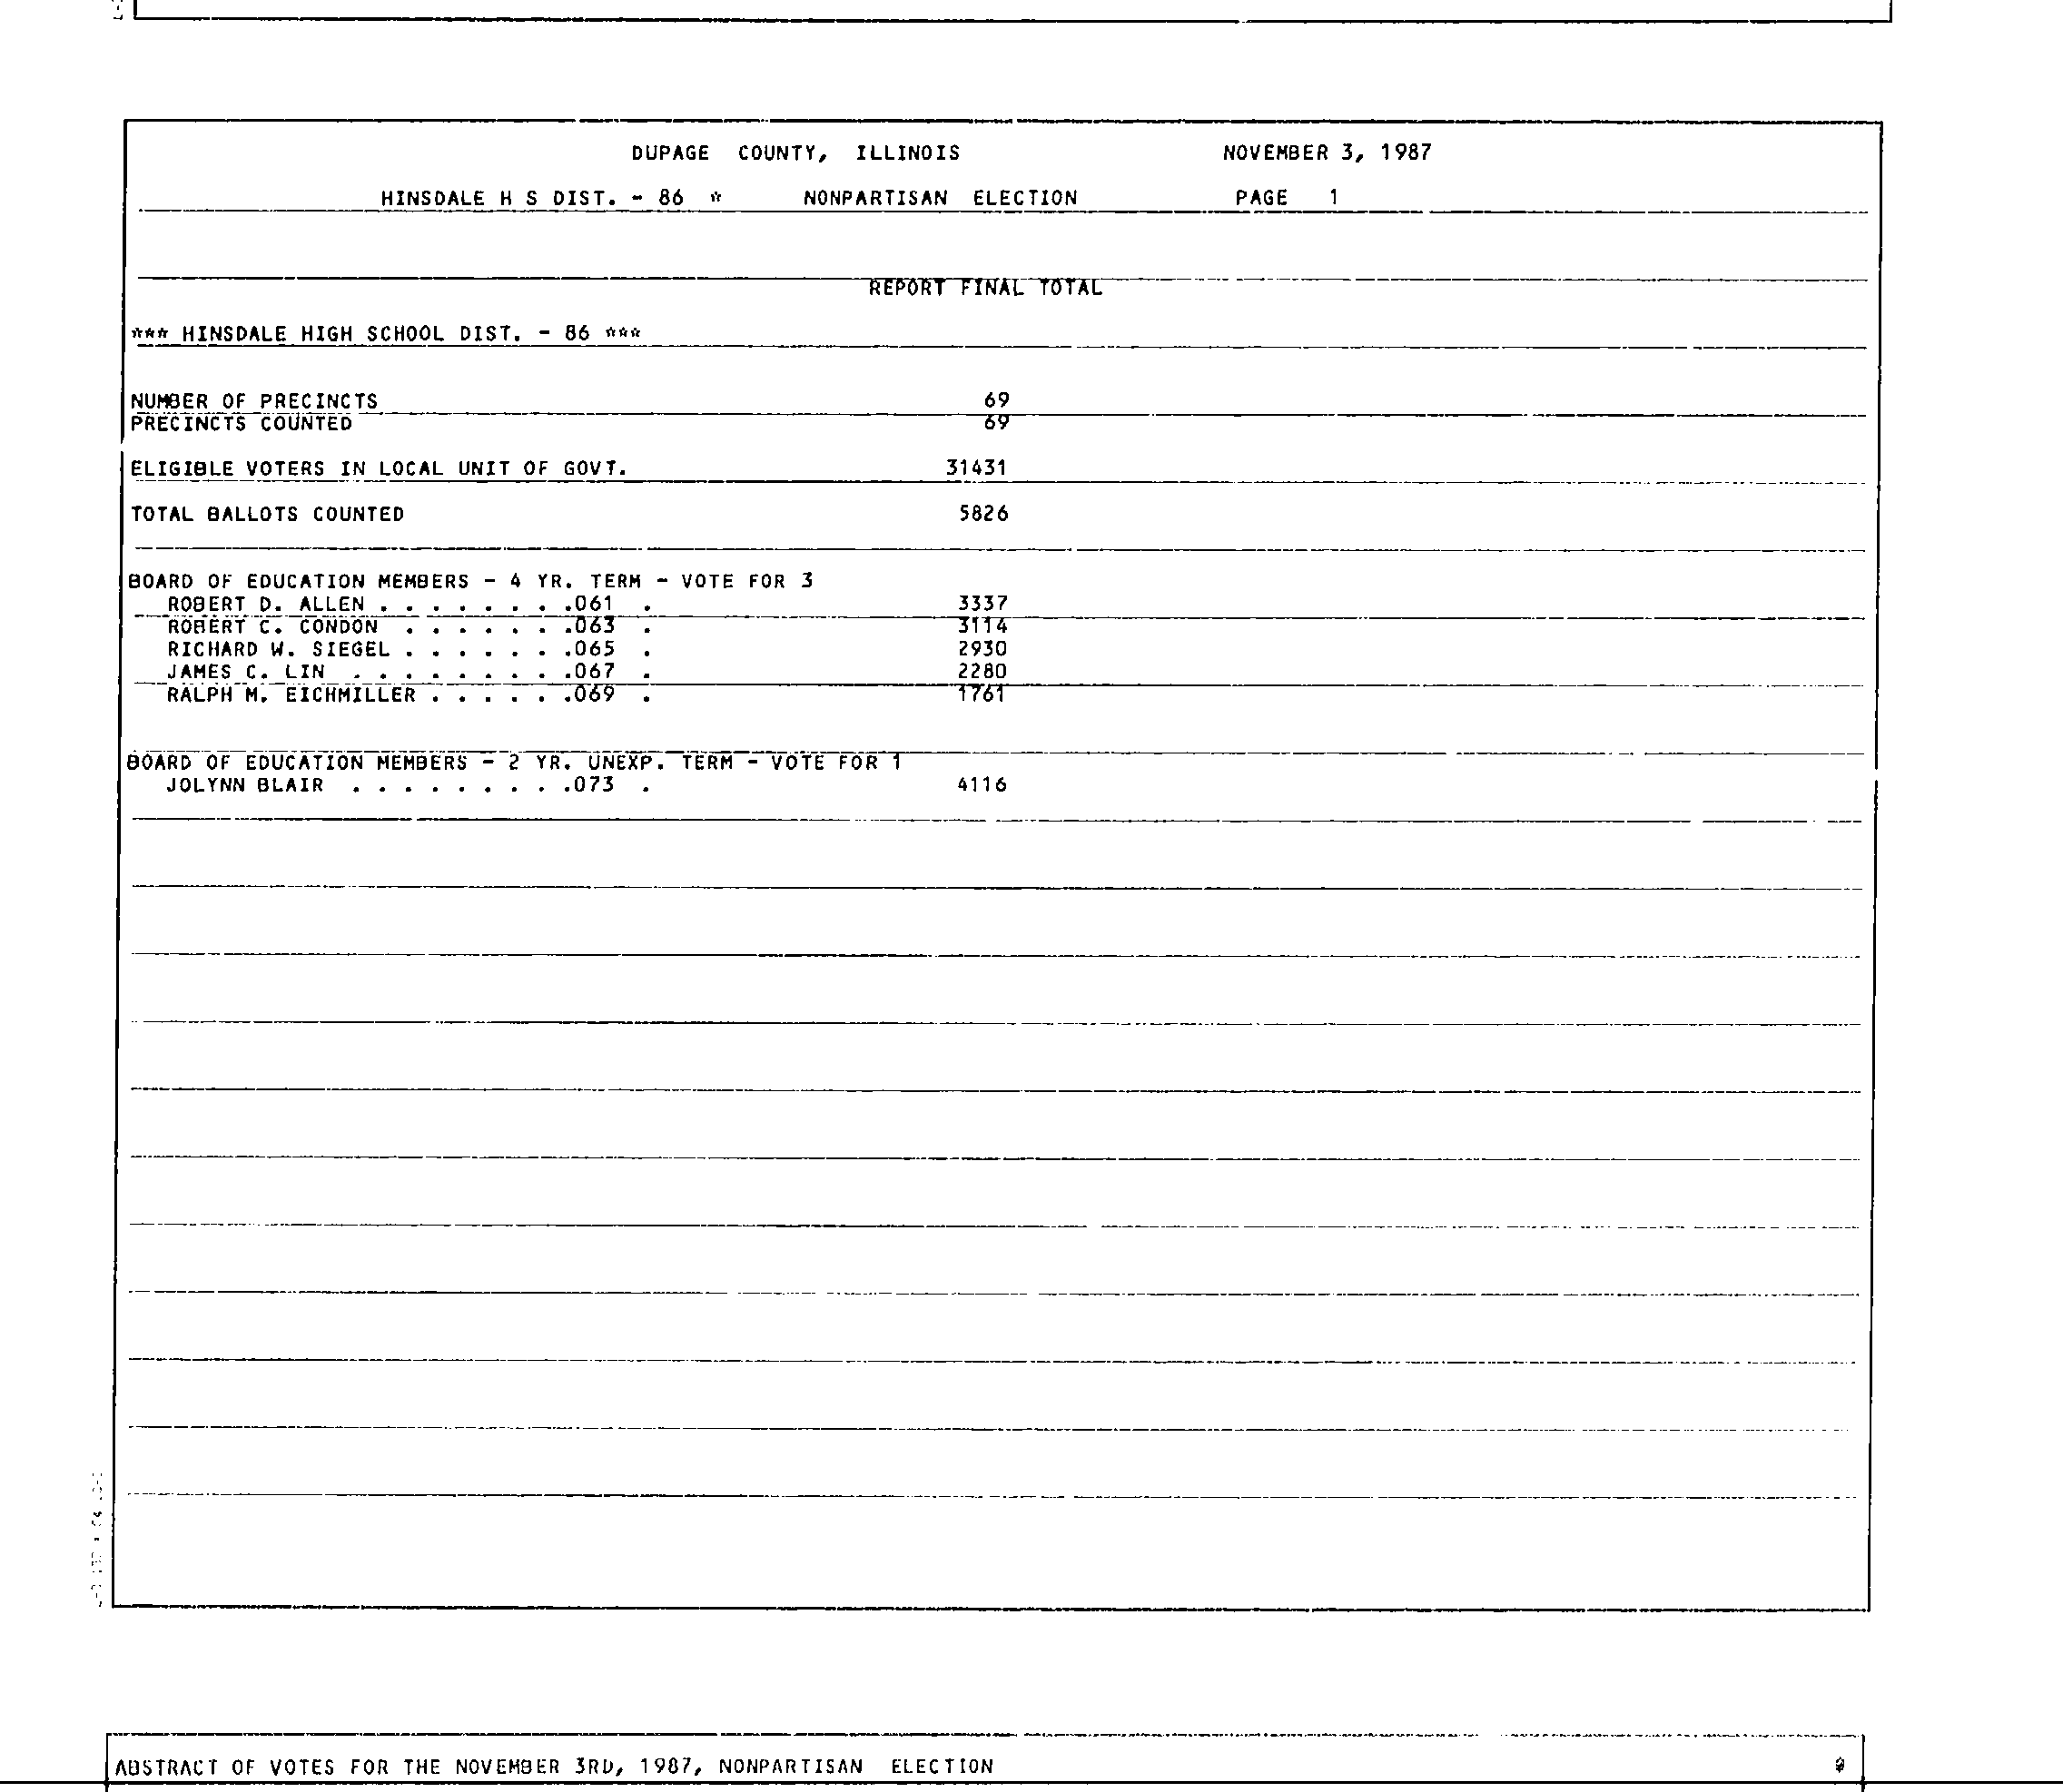 DUPAGE COUNTY, ILLINOIS NOVEMBER 3, 1987
HINSDALE H S DIST. - 86 * NONPARTISAN ELECTION PAGE 1
REPORT FINAL TOTAL
*** HINSDALE HIGH SCHOOL DIST. - 86 ***
NUMBER OF PRECINCTS 69
PRECINCTS COUNTED 69
ELIGIBLE VOTERS IN LOCAL UNIT OF GOVT. 31431
TOTAL BALLOTS COUNTED 5826
BOARD OF EDUCATION MEMBERS - 4 YR. TERM - VOTE FOR 3
ROBERT D. ALLEN . . . . . . . .061 . 3337
ROBERT C. CONDON . . . . . . .063 . 3114
RICHARD W. SIEGEL . . . . . . .065 . 2930
JAMES C. LIN . . . . . . . . .067 . 2280
RALPH M. EICHMILLER . . . . . .069 . 1761
BOARD OF EDUCATION MEMBERS - 2 YR. UNEXP. TERM - VOTE FOR 1
JOLYNN BLAIR . . . . . . . . .073 . 4116
ABSTRACT OF VOTES FOR THE NOVEMBER 3RD, 1987, NONPARTISAN ELECTION